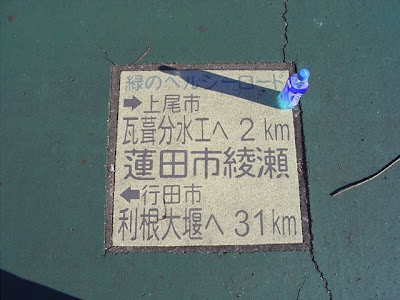 緑のヘルシーロード
➡上尾市
瓦葺分水工へ 2 km
蓮田市綾瀬
⬅行田市
利根大堰へ 31 km